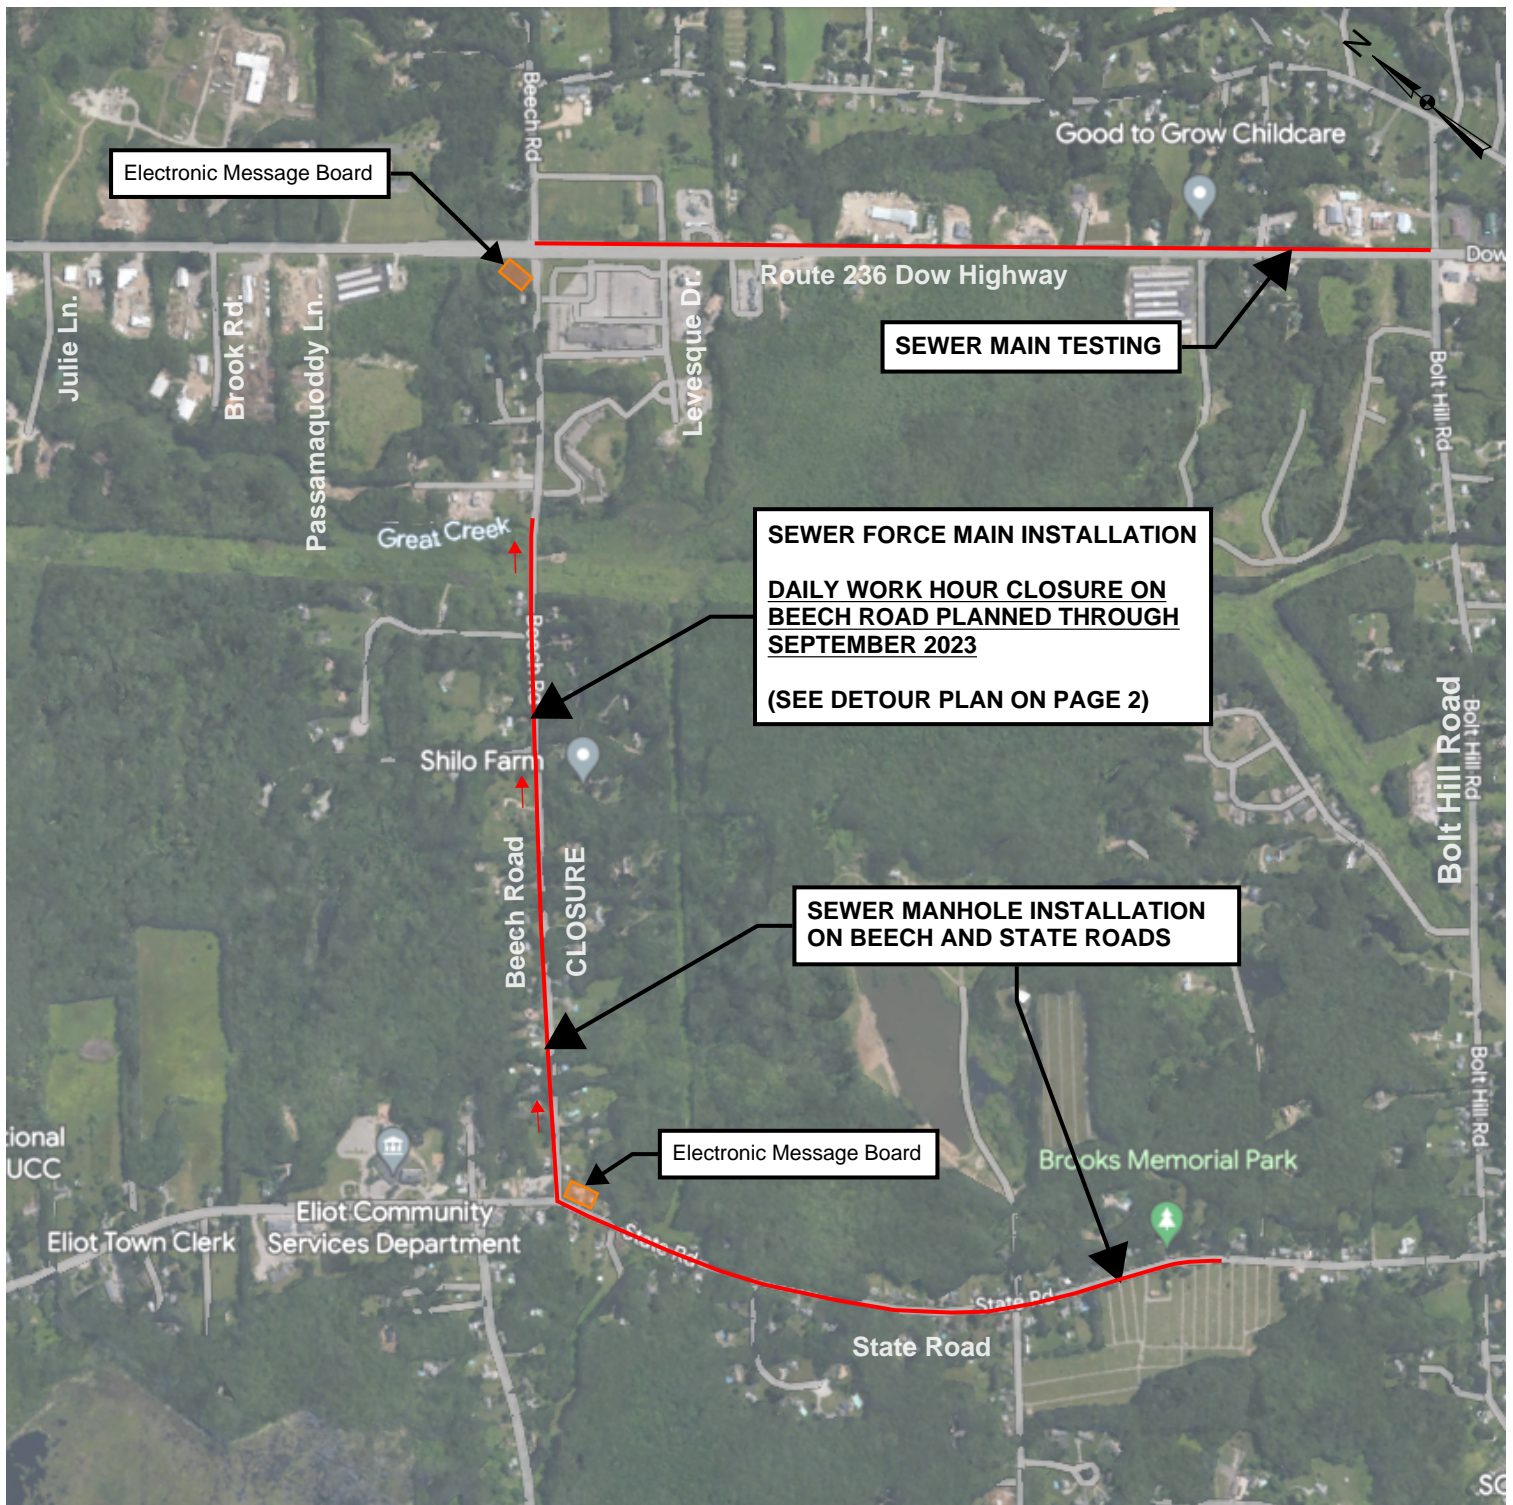 N
Beech Rd
Good to Grow Childcare
Electronic Message Board
Dow
Route 236 Dow Highway
Levesque Dr.
Julie Ln.
Brook Rd.
Passamaquoddy Ln.
SEWER MAIN TESTING
Bolt Hill Rd
Great Creek
SEWER FORCE MAIN INSTALLATION
DAILY WORK HOUR CLOSURE ON
BEECH ROAD PLANNED THROUGH
SEPTEMBER 2023
(SEE DETOUR PLAN ON PAGE 2)
Beech Rd
Shilo Farm
Bolt Hill Road
Bolt Hill Rd
Beech Road
CLOSURE
SEWER MANHOLE INSTALLATION
ON BEECH AND STATE ROADS
Bolt Hill Rd
tional
UCC
Electronic Message Board
Brooks Memorial Park
Eliot Community
Services Department
Eliot Town Clerk
State Rd
State Rd
State Road
SC